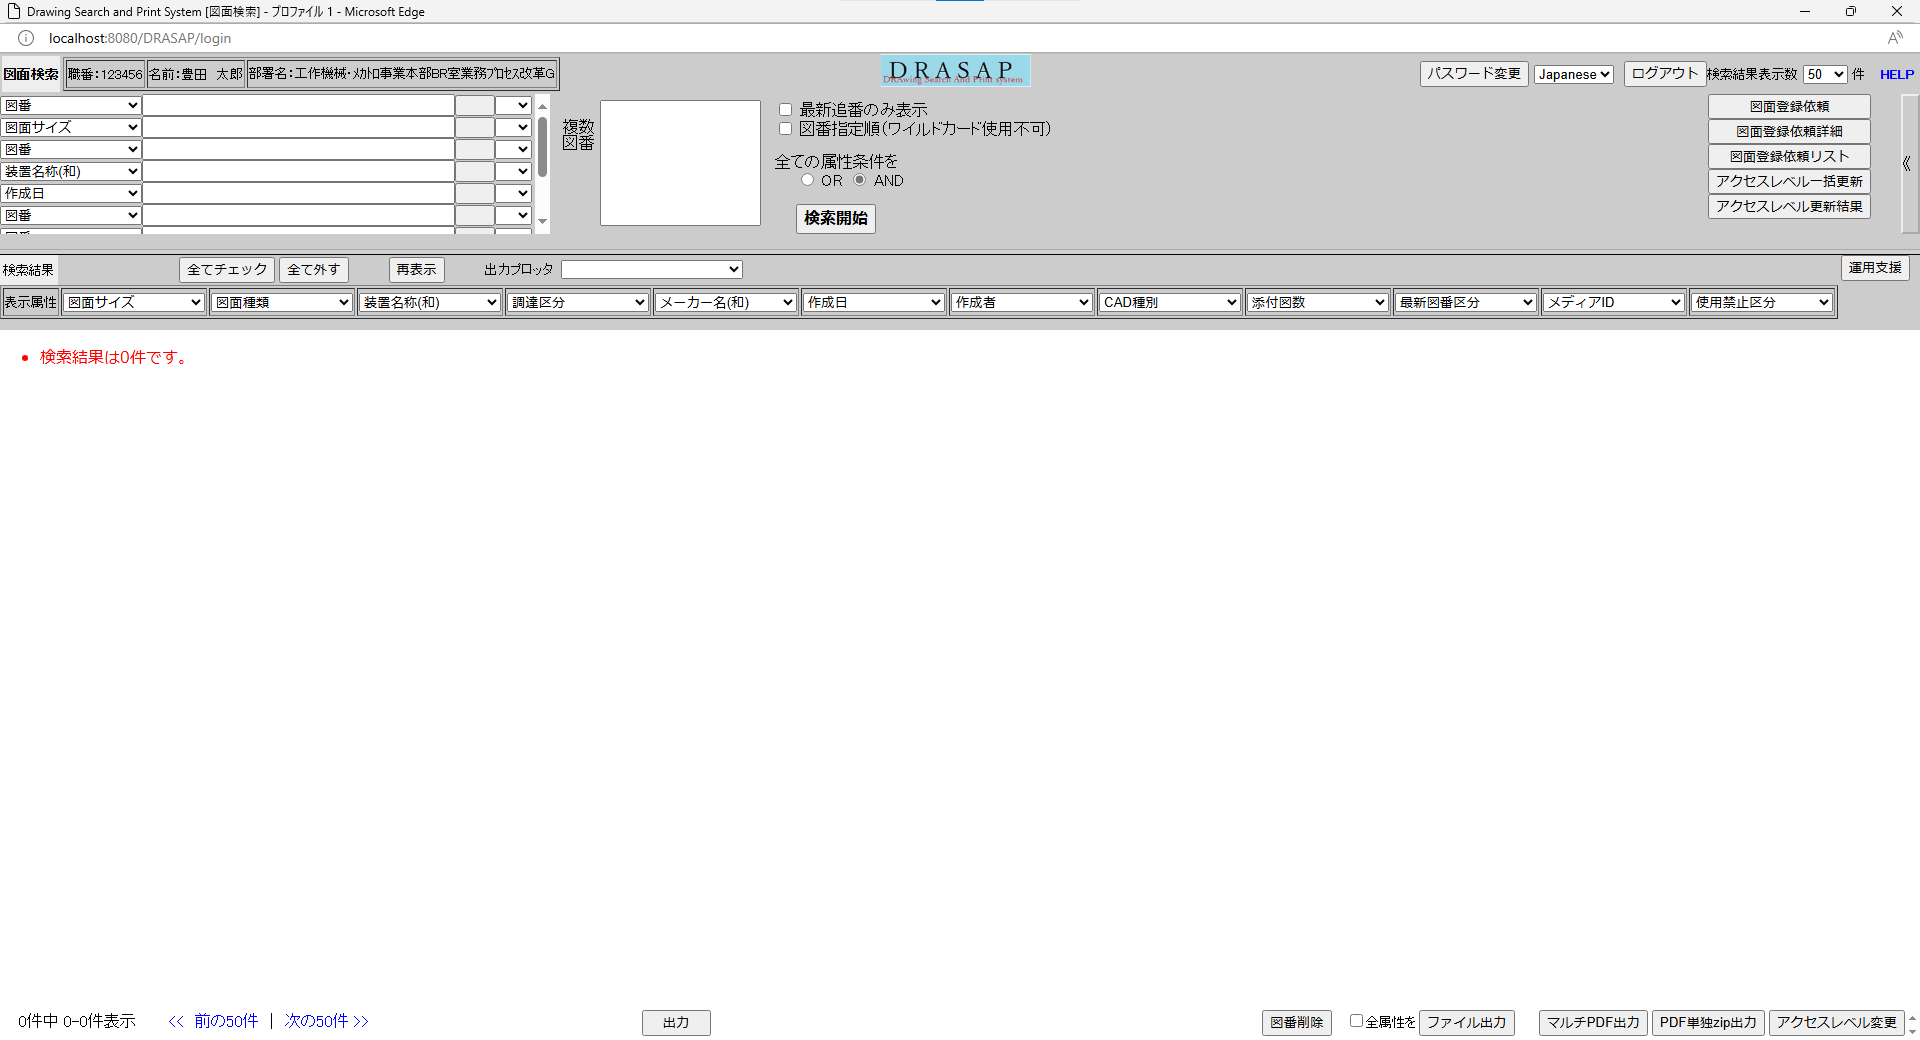 Drawing Search and Print System [図面検索] - プロファイル 1 - Microsoft Edge
localhost:8080/DRASAP/login
図面検索 職番：123456 名前：豊田　太郎 部署名：工作機械・メカトロ事業本部BR室業務プロセス改革G DRASAP パスワード変更 Japanese ログアウト 検索結果表示数 50 件 HELP
DRAwing Search And Print system
図番
図面サイズ
図番
装置名称(和)
作成日
図番
複数
図番
最新追番のみ表示
図番指定順(ワイルドカード使用不可)
全ての属性条件を
OR AND
検索開始
図面登録依頼
図面登録依頼詳細
図面登録依頼リスト
アクセスレベル一括更新
アクセスレベル更新結果
《
検索結果 全てチェック 全て外す 再表示 出力プロッタ 運用支援
表示属性 図面サイズ 図面種類 装置名称(和) 調達区分 メーカー名(和) 作成日 作成者 CAD種別 添付図数 最新図番区分 メディアID 使用禁止区分
• 検索結果は0件です。
0件中 0-0件表示 << 前の50件 | 次の50件 >> 出力 図番削除 全属性を ファイル出力 マルチPDF出力 PDF単独zip出力 アクセスレベル変更